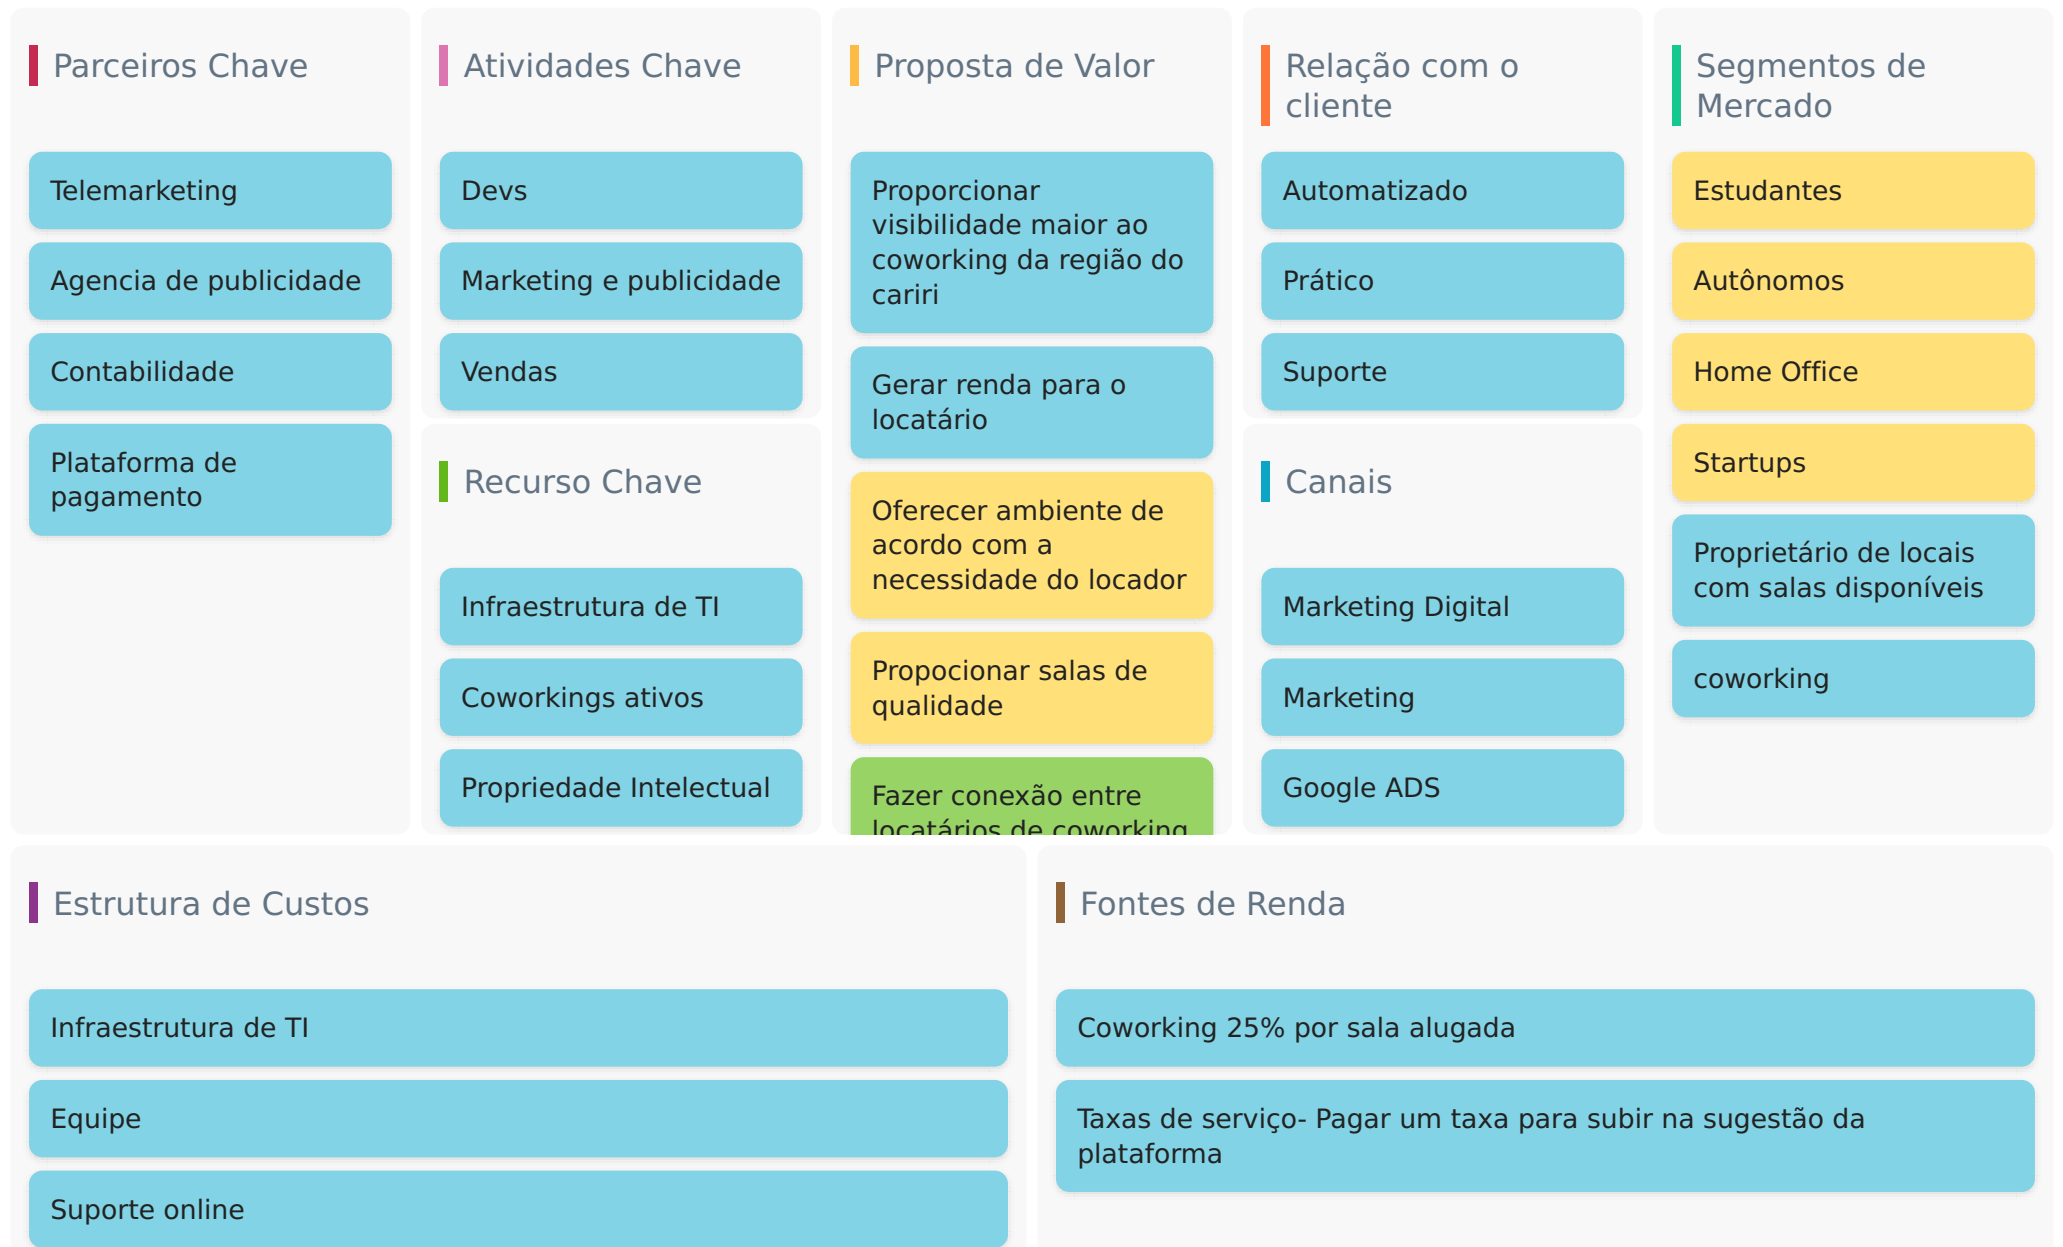 Parceiros Chave
Telemarketing
Agencia de publicidade
Contabilidade
Plataforma de
pagamento
Atividades Chave
Devs
Marketing e publicidade
Vendas
Recurso Chave
Infraestrutura de TI
Coworkings ativos
Propriedade Intelectual
Proposta de Valor
Proporcionar
visibilidade maior ao
coworking da região do
cariri
Gerar renda para o
locatário
Oferecer ambiente de
acordo com a
necessidade do locador
Propocionar salas de
qualidade
Fazer conexão entre
locatários de coworking
Relação com o
cliente
Automatizado
Prático
Suporte
Canais
Marketing Digital
Marketing
Google ADS
Segmentos de
Mercado
Estudantes
Autônomos
Home Office
Startups
Proprietário de locais
com salas disponíveis
coworking
Estrutura de Custos
Infraestrutura de TI
Equipe
Suporte online
Fontes de Renda
Coworking 25% por sala alugada
Taxas de serviço- Pagar um taxa para subir na sugestão da
plataforma